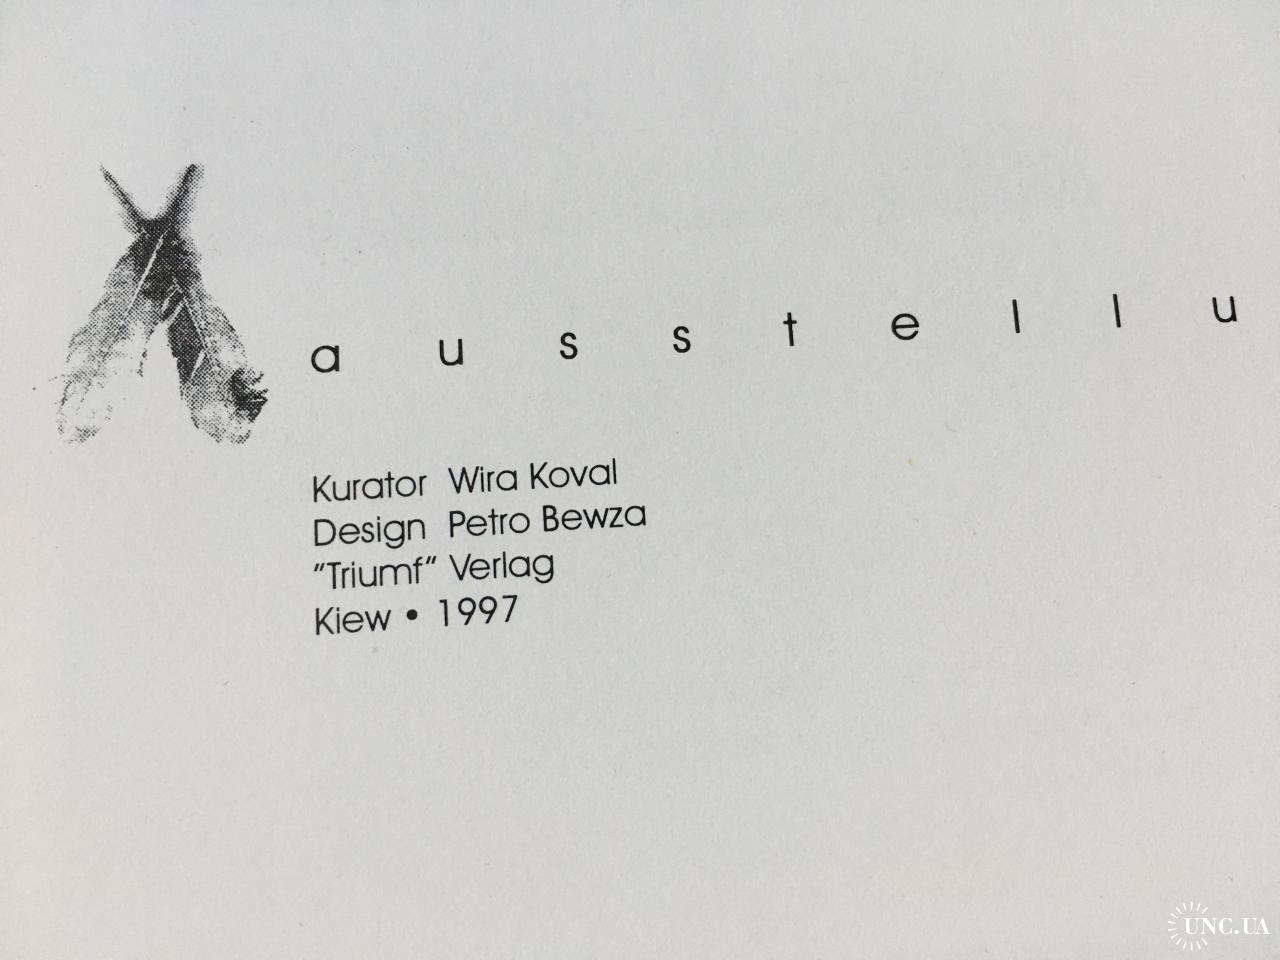 a u s s t e l l u
Kurator Wira Koval
Design Petro Bewza
"Triumf" Verlag
Kiew • 1997
UNC.UA